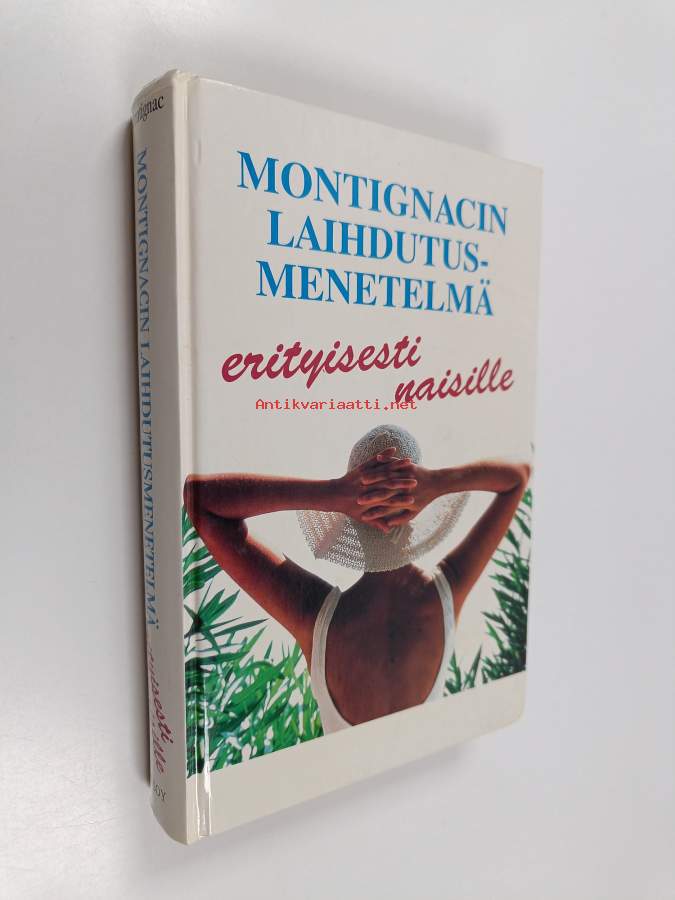 MONTIGNACIN
LAIHDUTUS-
MENETELMÄ
erityisesti
naisille
Antikvariaatti.net
MONTIGNACIN LAIHDUTUSMENETELMÄ